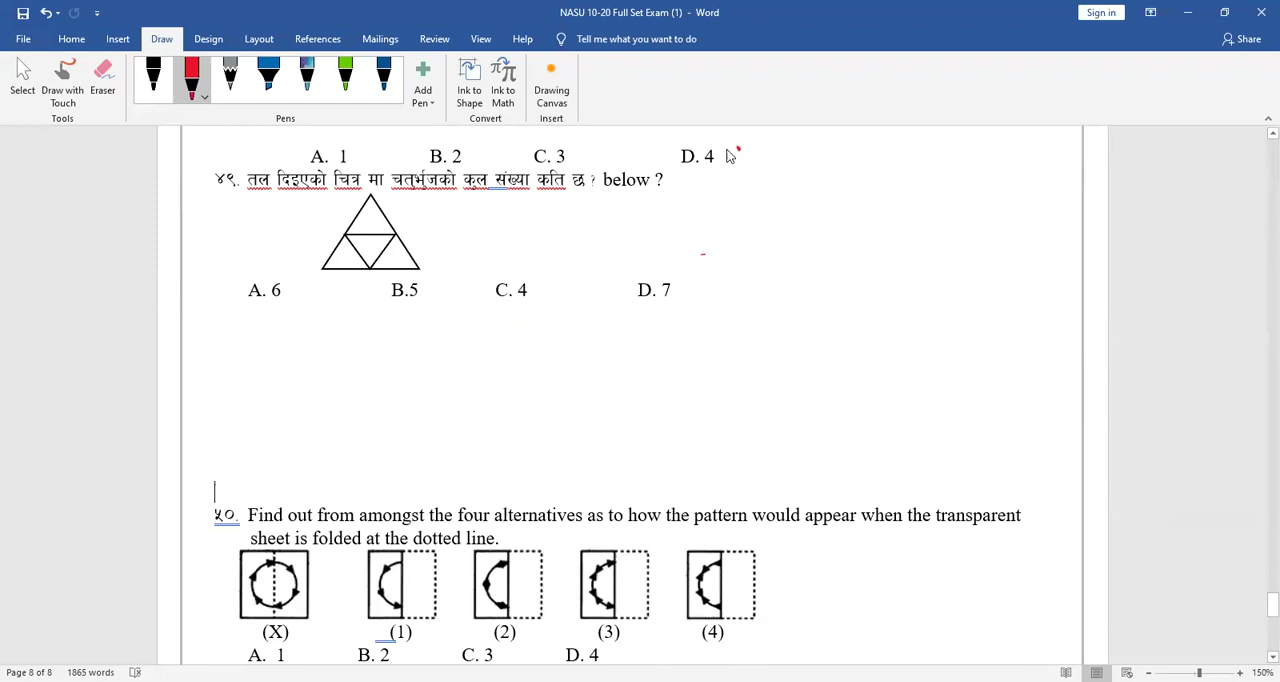 NASU 10-20 Full Set Exam (1) - Word
Sign in
File Home Insert Draw Design Layout References Mailings Review View Help Tell me what you want to do
Share
Select Draw with Touch Eraser
Add Pen
Ink to Shape Ink to Math
Drawing Canvas
Tools Pens Convert Insert
A. 1 B. 2 C. 3 D. 4
४९. तल दिइएको चित्र मा चतुर्भुजको कुल संख्या कति छ ? below ?
A. 6 B.5 C. 4 D. 7
५०. Find out from amongst the four alternatives as to how the pattern would appear when the transparent
sheet is folded at the dotted line.
(X) (1) (2) (3) (4)
A. 1 B. 2 C. 3 D. 4
Page 8 of 8 1865 words
150%